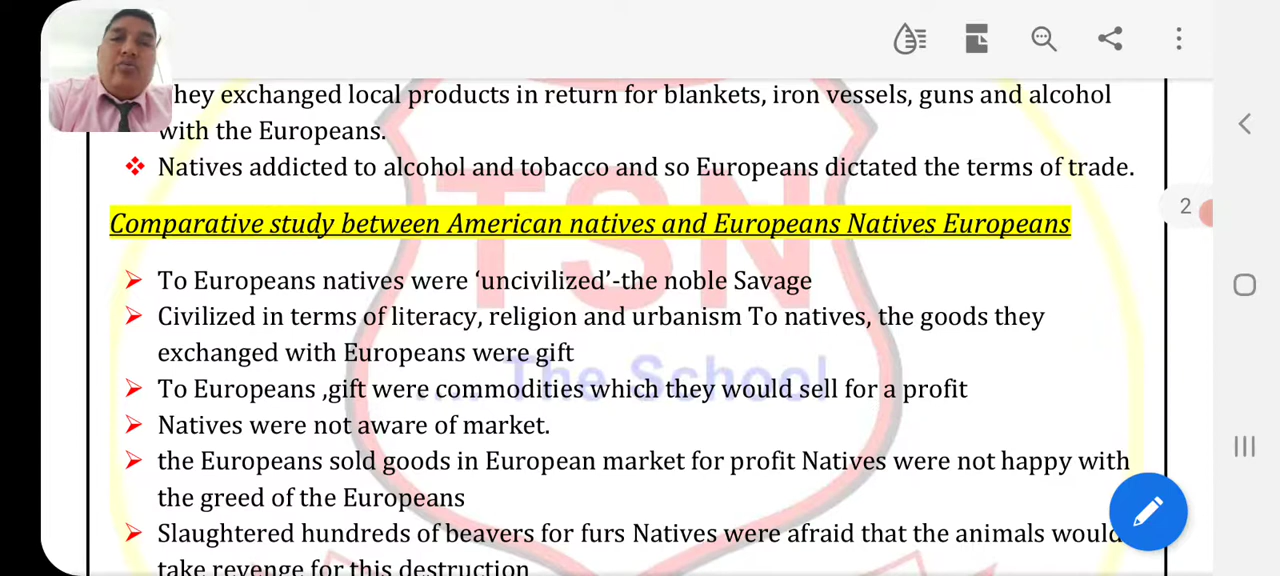 hey exchanged local products in return for blankets, iron vessels, guns and alcohol
with the Europeans.
Natives addicted to alcohol and tobacco and so Europeans dictated the terms of trade.
Comparative study between American natives and Europeans Natives Europeans
2
To Europeans natives were ‘uncivilized’-the noble Savage
Civilized in terms of literacy, religion and urbanism To natives, the goods they
exchanged with Europeans were gift
To Europeans ,gift were commodities which they would sell for a profit
Natives were not aware of market.
the Europeans sold goods in European market for profit Natives were not happy with
the greed of the Europeans
Slaughtered hundreds of beavers for furs Natives were afraid that the animals would
take revenge for this destruction
TSN
.... The School